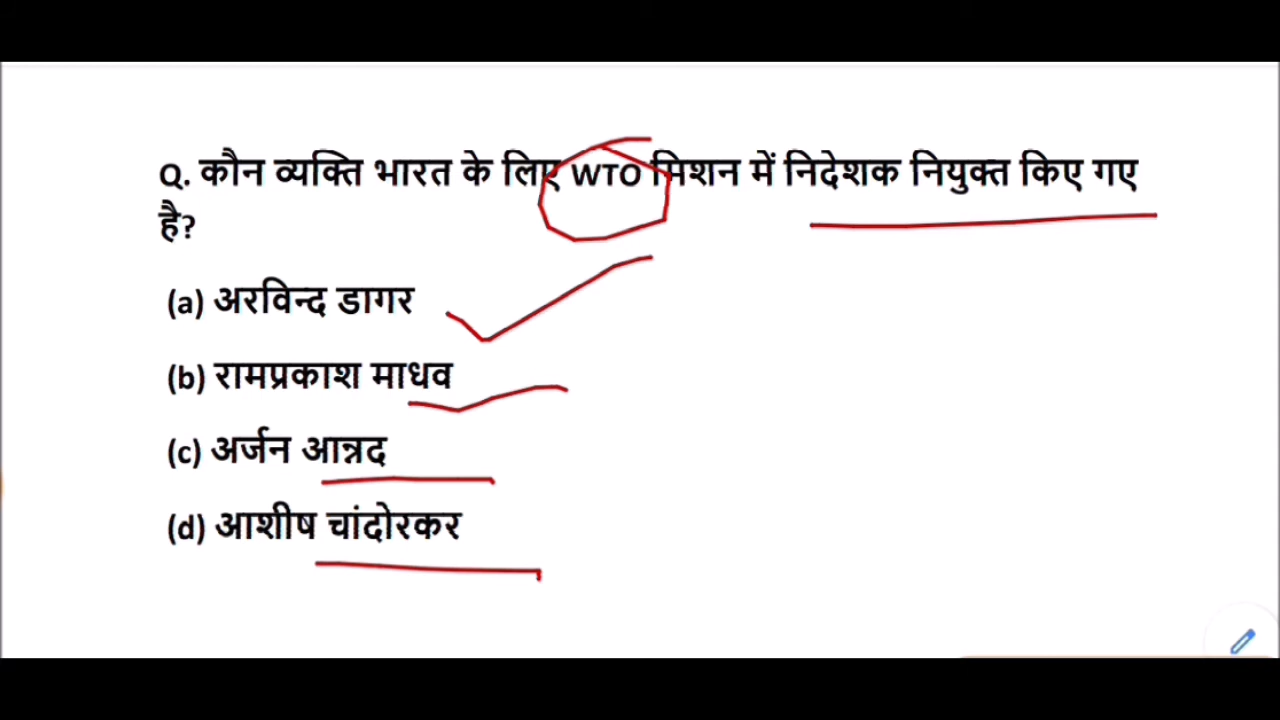 Q. कौन व्यक्ति भारत के लिए WTO मिशन में निदेशक नियुक्त किए गए
है?
(a) अरविन्द डागर
(b) रामप्रकाश माधव
(c) अर्जन आन्नद
(d) आशीष चांदोरकर